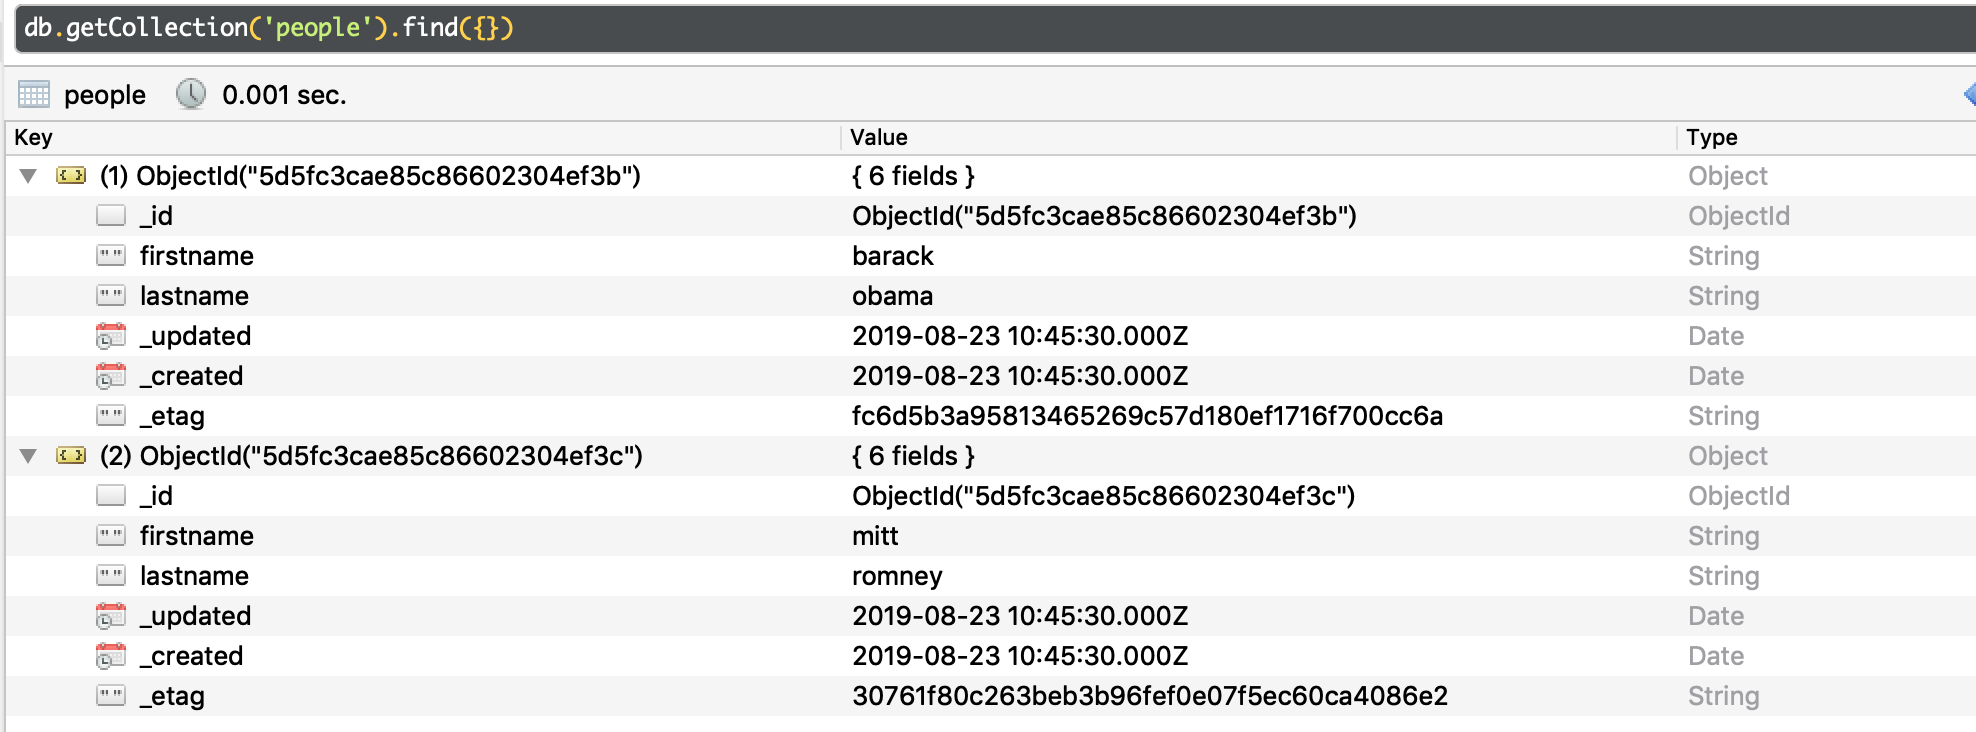 db.getCollection('people').find({})
people 0.001 sec.
Key Value Type
(1) ObjectId("5d5fc3cae85c86602304ef3b") { 6 fields } Object
_id ObjectId("5d5fc3cae85c86602304ef3b") ObjectId
firstname barack String
lastname obama String
_updated 2019-08-23 10:45:30.000Z Date
_created 2019-08-23 10:45:30.000Z Date
_etag fc6d5b3a95813465269c57d180ef1716f700cc6a String
(2) ObjectId("5d5fc3cae85c86602304ef3c") { 6 fields } Object
_id ObjectId("5d5fc3cae85c86602304ef3c") ObjectId
firstname mitt String
lastname romney String
_updated 2019-08-23 10:45:30.000Z Date
_created 2019-08-23 10:45:30.000Z Date
_etag 30761f80c263beb3b96fef0e07f5ec60ca4086e2 String